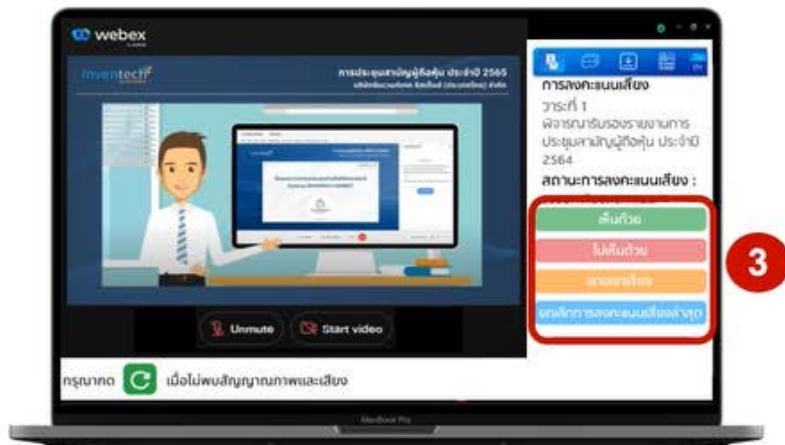 webex
inventech
การประชุมสามัญผู้ถือหุ้น ประจำปี 2565
Unmute
Start video
EN
การลงคะแนนเสียง
วาระที่ 1
พิจารณารับรองรายงานการ
ประชุมสามัญผู้ถือหุ้น ประจำปี
2564
สถานะการลงคะแนนเสียง :
เห็นด้วย
ไม่เห็นด้วย
งดออกเสียง
ยกเลิกการลงคะแนนเสียงล่าสุด
3
กรุณากด
เมื่อไม่พบสัญญาณภาพและเสียง
MacBook Pro